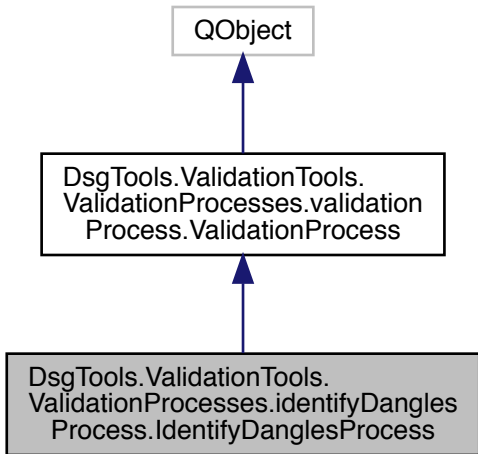 QObject
DsgTools.ValidationTools.
ValidationProcesses.validation
Process.ValidationProcess
DsgTools.ValidationTools.
ValidationProcesses.identifyDangles
Process.IdentifyDanglesProcess